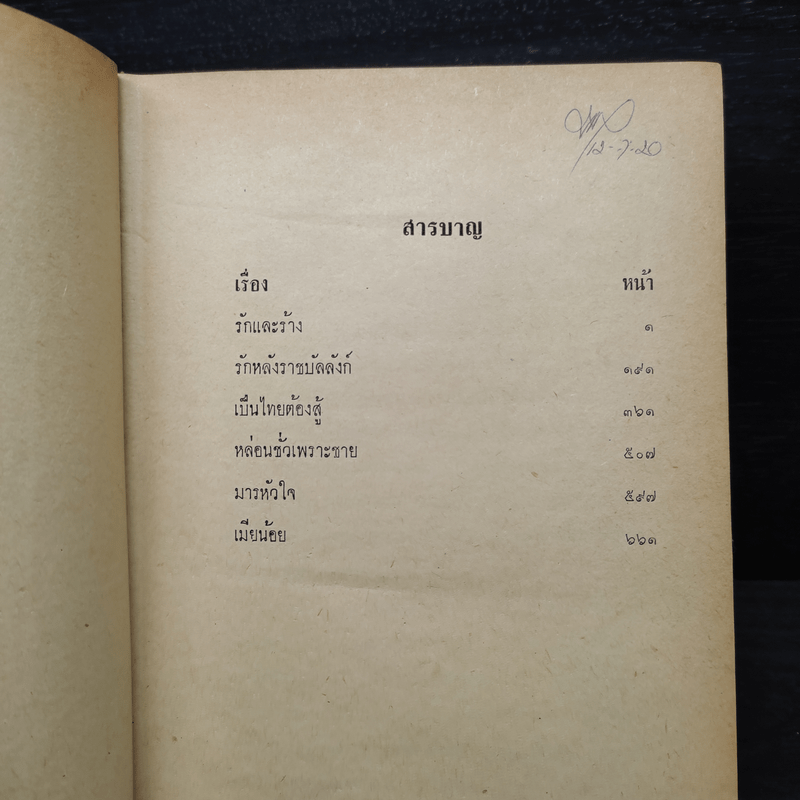 12-7-20
สารบาญ
เรื่อง หน้า
รักและร้าง ๑
รักหลังราชบัลลังก์ ๑๙๑
เป็นไทยต้องสู้ ๓๖๑
หล่อนชั่วเพราะชาย ๕๐๗
มารหัวใจ ๕๙๗
เมียน้อย ๖๖๑